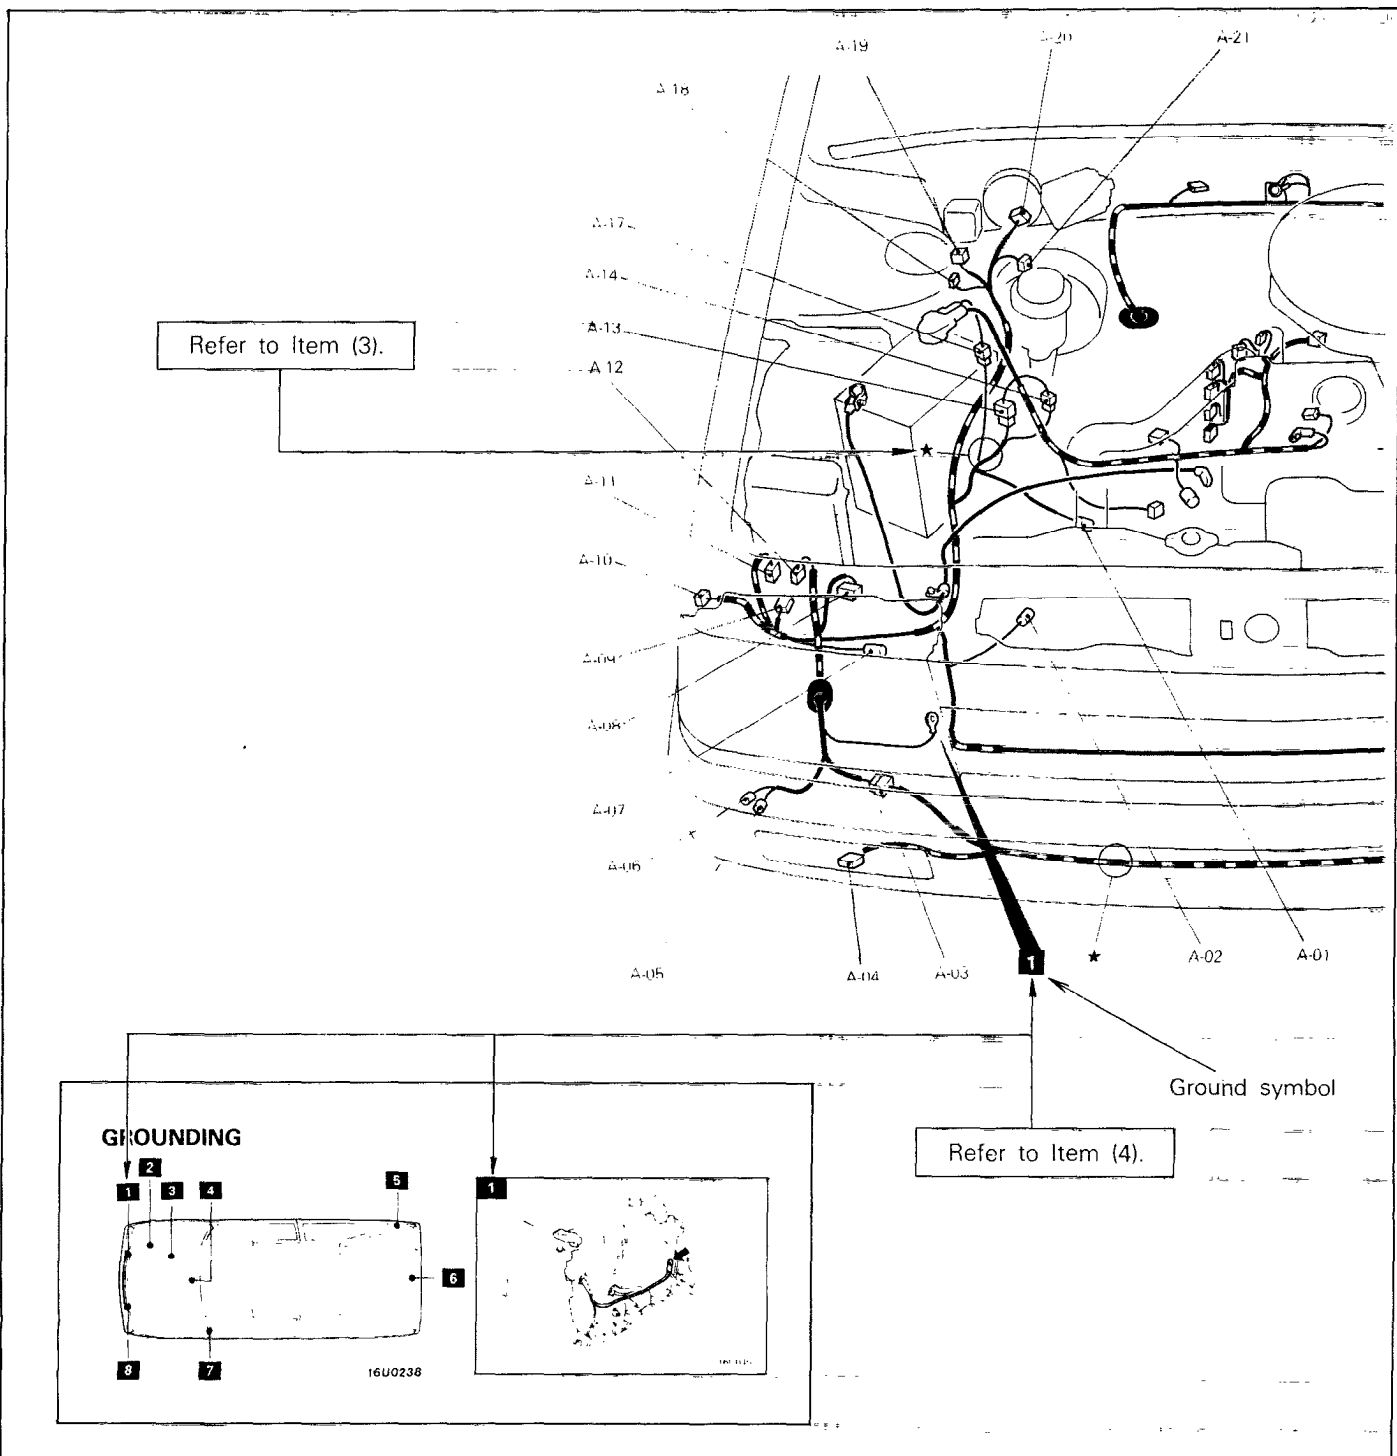 A-19
A-20
A-21
A-18
A-17
A-14
A-13
A-12
Refer to Item (3).
★
A-11
A-10
A-09
A-08
A-07
A-06
A-05
A-04
A-03
1
★
A-02
A-01
Ground symbol
Refer to Item (4).
GROUNDING
1
2
3
4
5
6
7
8
16U0238
1